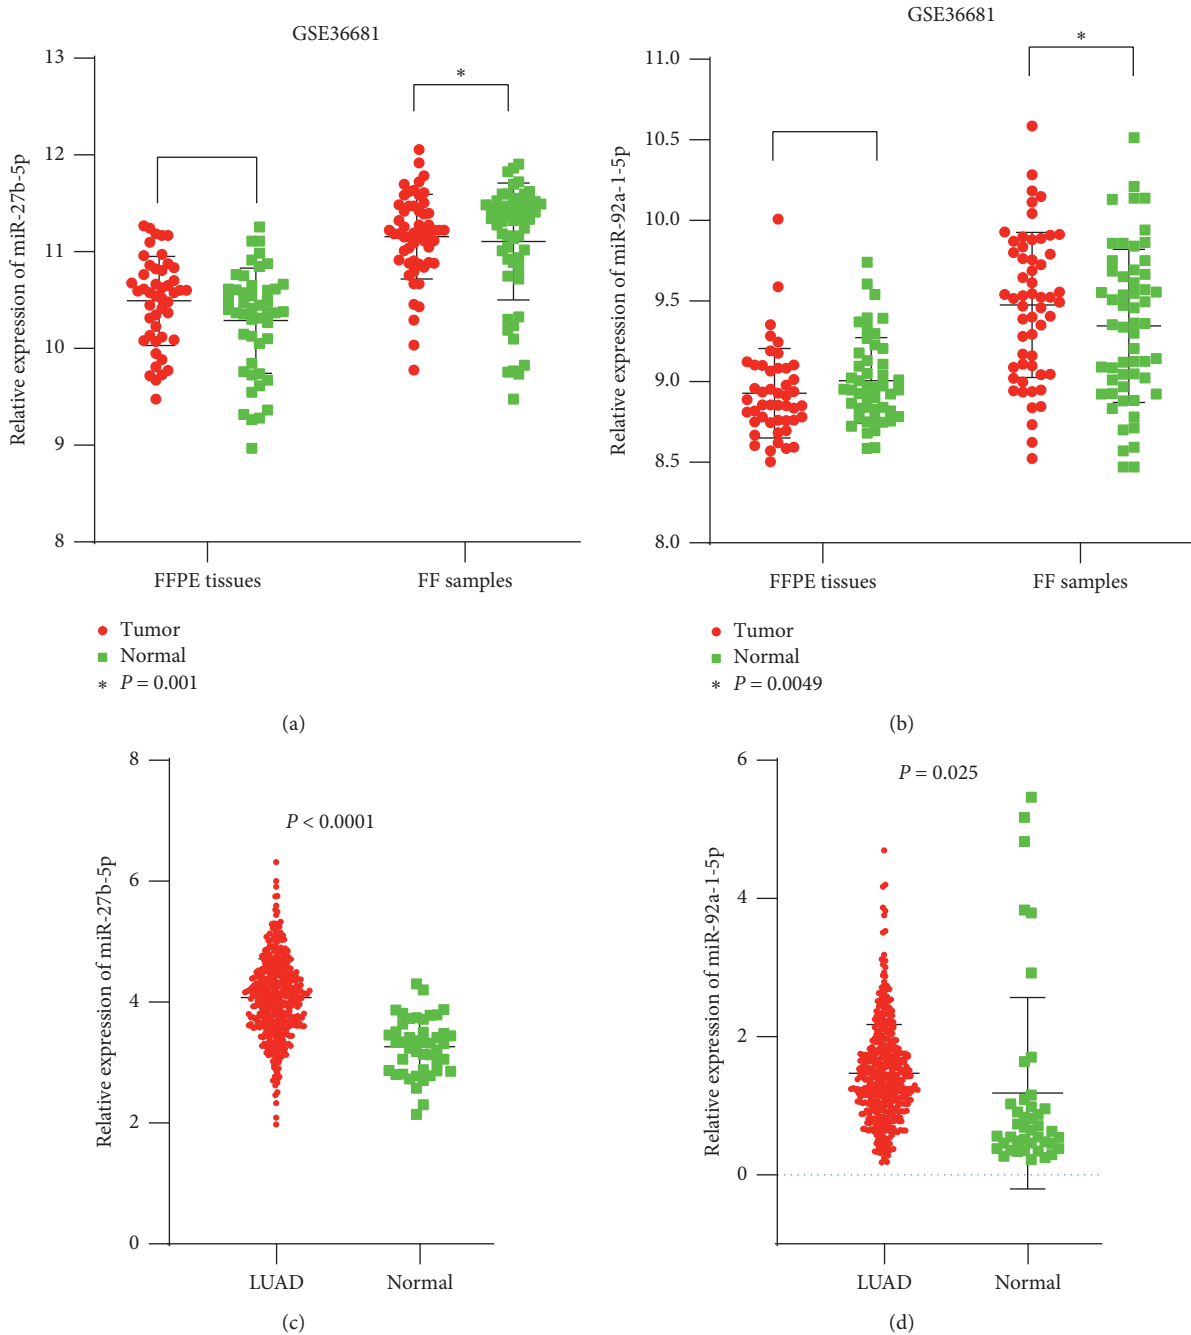 GSE36681
13
12
11
10
9
8
Relative expression of miR-27b-5p
*
FFPE tissues
FF samples
Tumor
Normal
* P = 0.001
(a)
GSE36681
11.0
10.5
10.0
9.5
9.0
8.5
8.0
Relative expression of miR-92a-1-5p
*
FFPE tissues
FF samples
Tumor
Normal
* P = 0.0049
(b)
8
6
4
2
0
Relative expression of miR-27b-5p
P < 0.0001
LUAD
Normal
(c)
6
4
2
0
Relative expression of miR-92a-1-5p
P = 0.025
LUAD
Normal
(d)